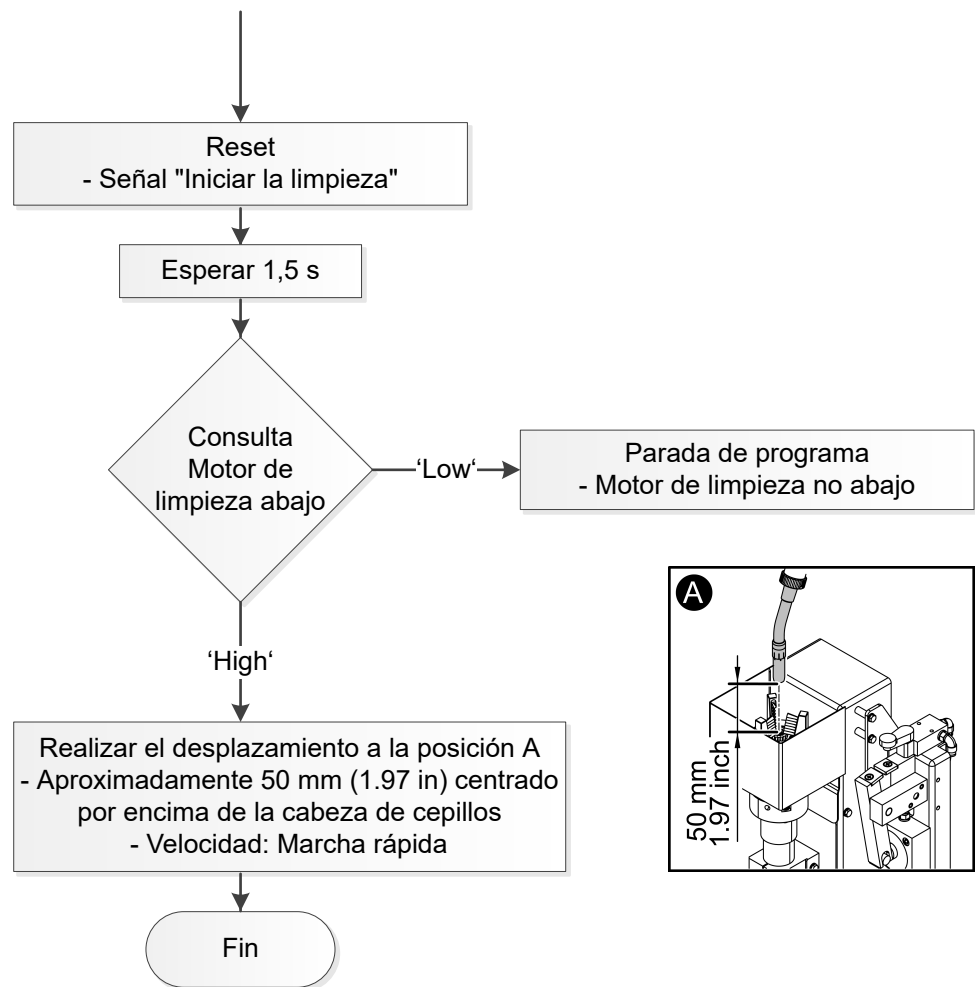 Reset
- Señal "Iniciar la limpieza"
Esperar 1,5 s
Consulta
Motor de
limpieza abajo
‘Low‘
Parada de programa
- Motor de limpieza no abajo
‘High‘
Realizar el desplazamiento a la posición A
- Aproximadamente 50 mm (1.97 in) centrado
por encima de la cabeza de cepillos
- Velocidad: Marcha rápida
Fin
A
50 mm
1.97 inch